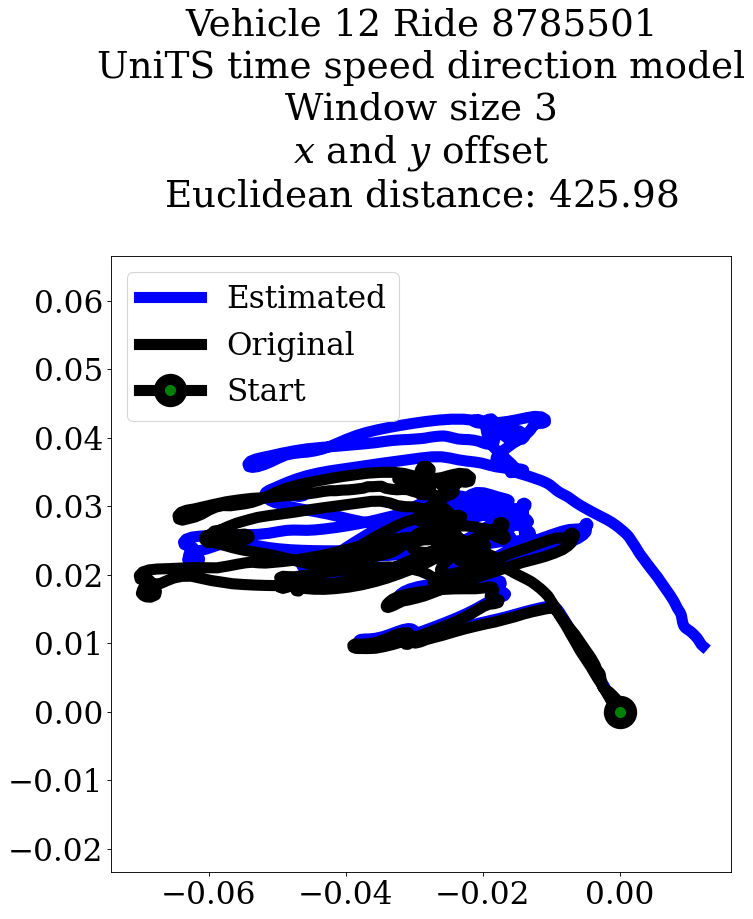 Vehicle 12 Ride 8785501
UniTS time speed direction model
Window size 3
x and y offset
Euclidean distance: 425.98
Estimated
Original
Start
0.06
0.05
0.04
0.03
0.02
0.01
0.00
−0.01
−0.02
−0.06 −0.04 −0.02 0.00